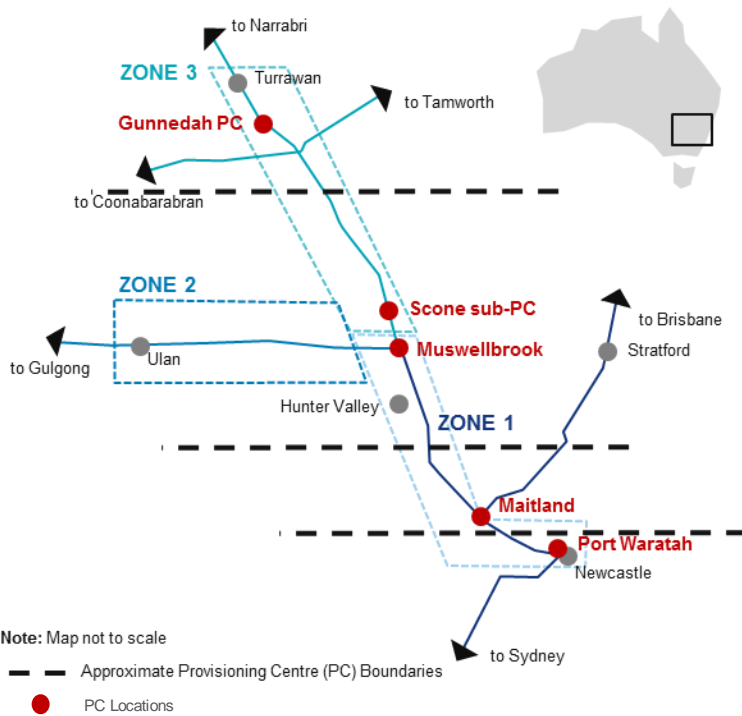 to Narrabri
ZONE 3
Turrawan
to Tamworth
Gunnedah PC
to Coonabarabran
ZONE 2
Scone sub-PC
to Brisbane
Muswellbrook
Stratford
Ulan
to Gulgong
Hunter Valley
ZONE 1
Maitland
Port Waratah
Newcastle
Note: Map not to scale
to Sydney
Approximate Provisioning Centre (PC) Boundaries
PC Locations